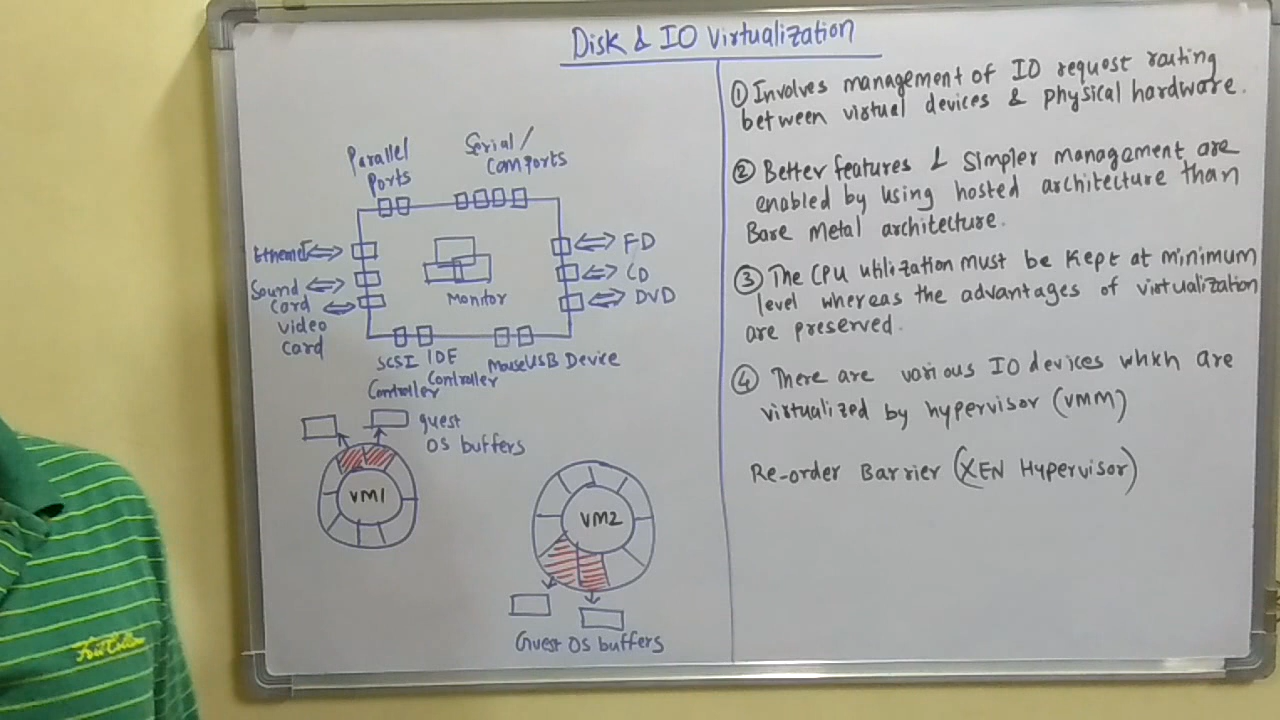 Disk & IO Virtualization
Parallel
Ports
Serial/
Com ports
Ethernet
Sound
Card
video
Card
Monitor
FD
CD
DVD
SCSI IDE
Controller Controller
Mouse USB Device
guest
OS buffers
VM1
VM2
Guest OS buffers
① Involves management of IO request routing
between virtual devices & physical hardware.
② Better features & Simpler management are
enabled by using hosted architecture than
Bare Metal architecture.
③ The CPU utilization must be kept at minimum
level whereas the advantages of virtualization
are preserved.
④ There are various IO devices which are
virtualized by hypervisor (VMM)
Re-order Barrier (XEN Hypervisor)